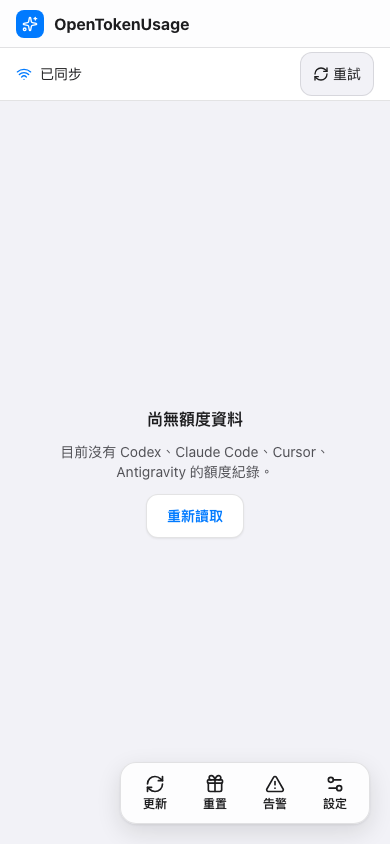 OpenTokenUsage
已同步
重試
尚無額度資料
目前沒有 Codex、Claude Code、Cursor、
Antigravity 的額度紀錄。
重新讀取
更新
重置
告警
設定